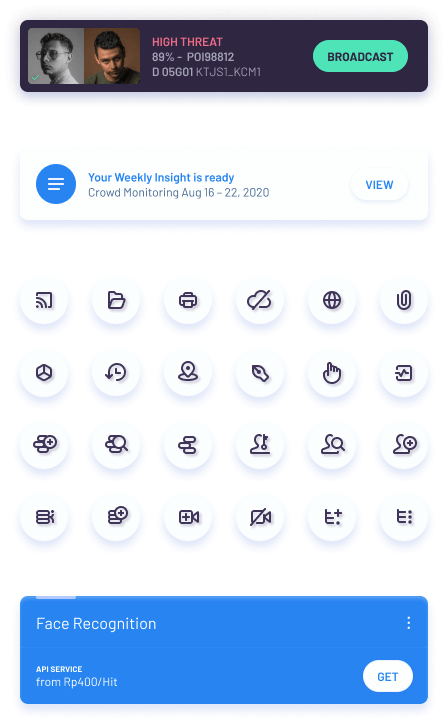 HIGH THREAT
89% - POI98812
D 05G01 KTJS1_KCM1
BROADCAST
Your Weekly Insight is ready
Crowd Monitoring Aug 16 – 22, 2020
VIEW
Face Recognition
API SERVICE
from Rp400/Hit
GET